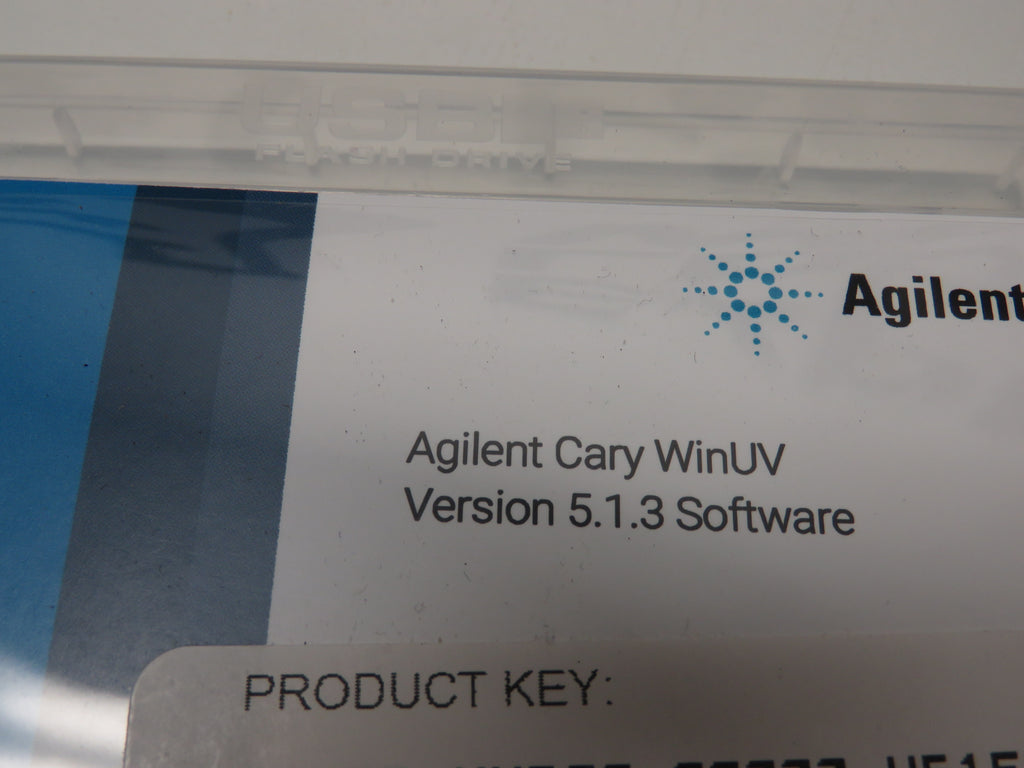 USB
FLASH DRIVE
Agilent
Agilent Cary WinUV
Version 5.1.3 Software
PRODUCT KEY: